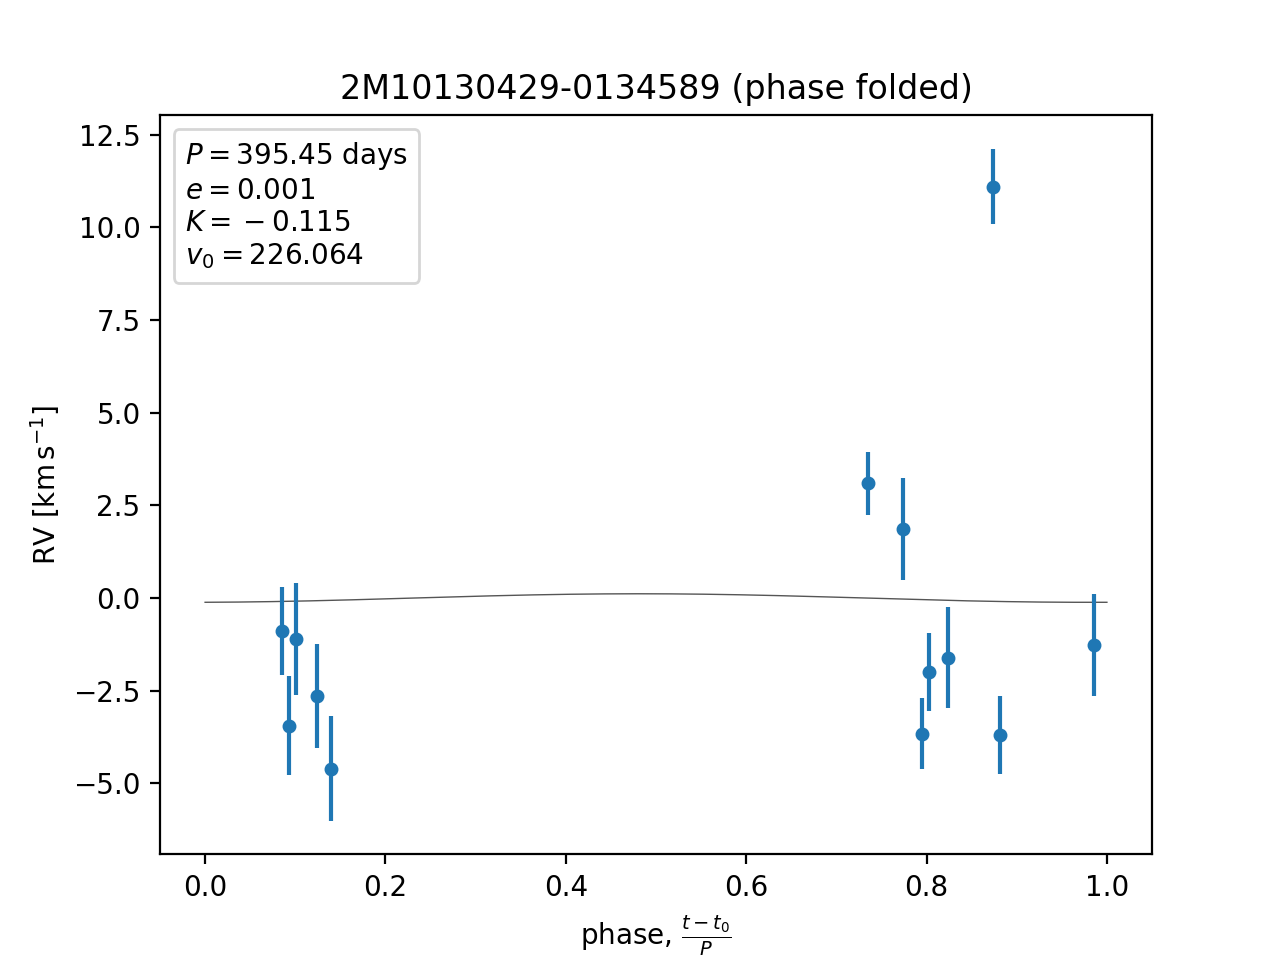 2M10130429-0134589 (phase folded)
P = 395.45 days
e = 0.001
K = −0.115
v₀ = 226.064
12.5
10.0
7.5
5.0
2.5
0.0
−2.5
−5.0
RV [km s⁻¹]
0.0 0.2 0.4 0.6 0.8 1.0
phase, (t − t₀)/P